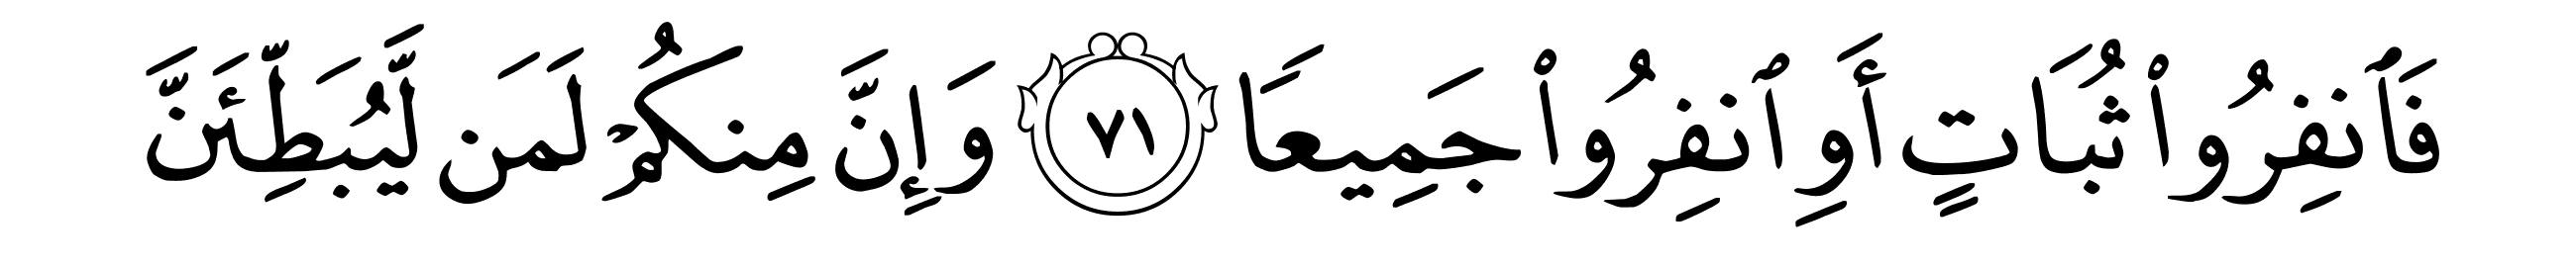 فَٱنفِرُوا۟ ثُبَاتٍ أَوِ ٱنفِرُوا۟ جَمِيعًا ٧١ وَإِنَّ مِنكُمْ لَمَن لَّيُبَطِّئَنَّ